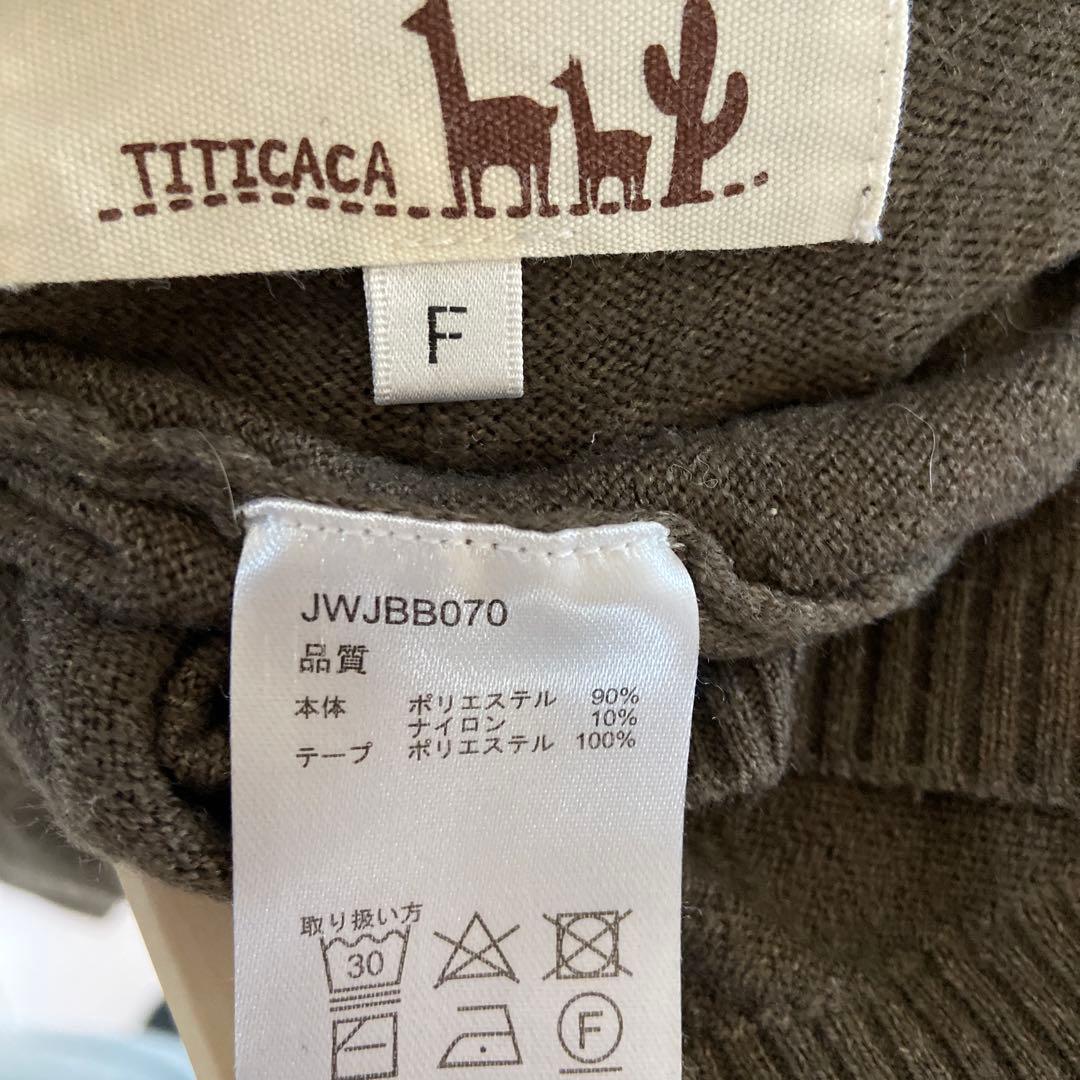 TITICACA
F
JWJBB070
品質
本体 ポリエステル 90%
ナイロン 10%
テープ ポリエステル 100%
取り扱い方
30
F